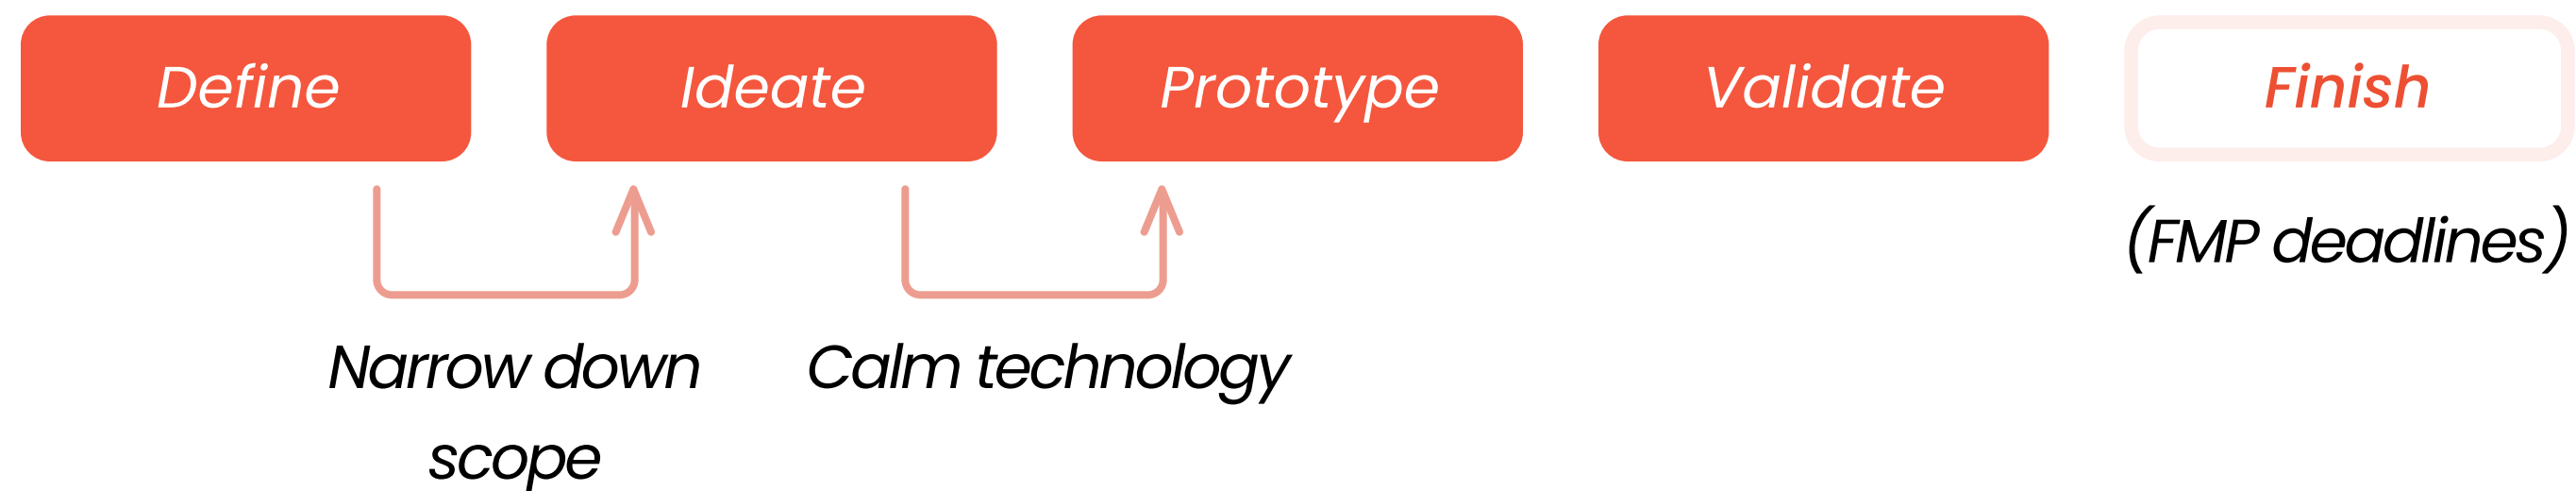 Define
Ideate
Prototype
Validate
Finish
(FMP deadlines)
Narrow down
scope
Calm technology